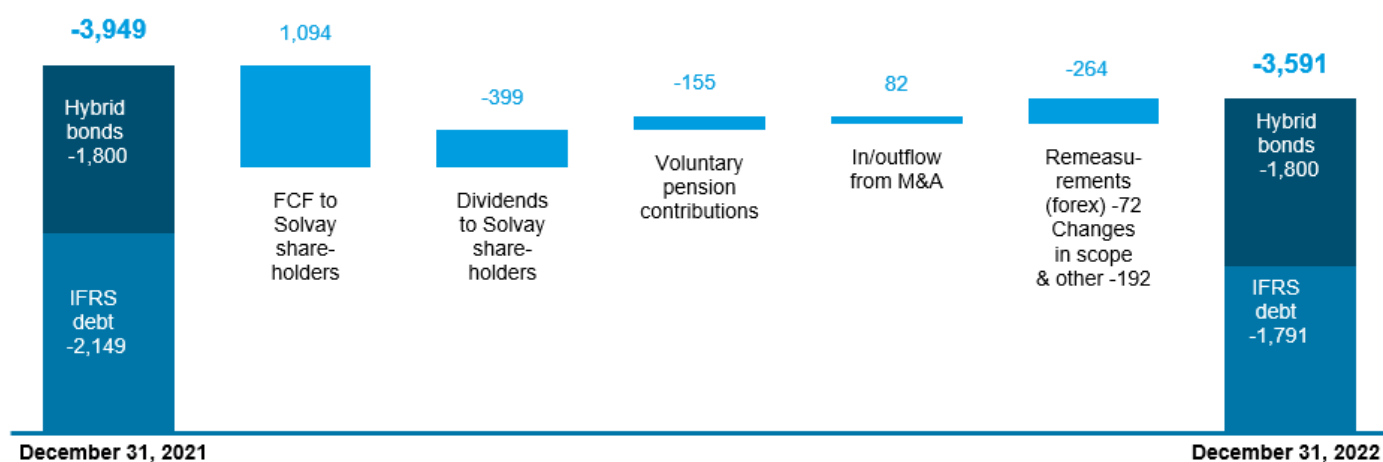 -3,949
Hybrid
bonds
-1,800
IFRS
debt
-2,149
December 31, 2021
1,094
FCF to
Solvay
share-
holders
-399
Dividends
to Solvay
share-
holders
-155
Voluntary
pension
contributions
82
In/outflow
from M&A
-264
Remeasu-
rements
(forex) -72
Changes
in scope
& other -192
-3,591
Hybrid
bonds
-1,800
IFRS
debt
-1,791
December 31, 2022